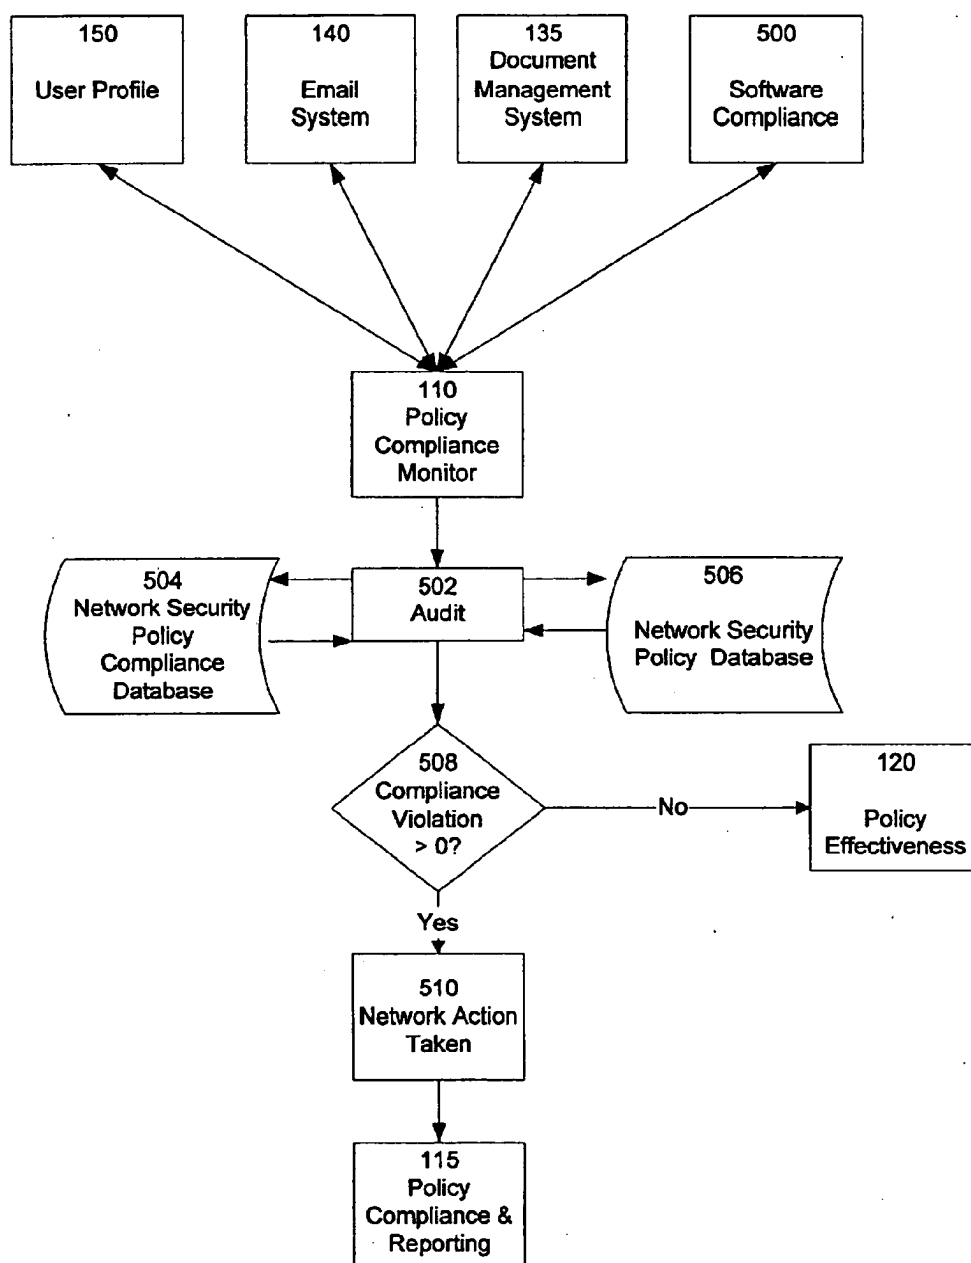 150
User Profile
140
Email
System
135
Document
Management
System
500
Software
Compliance
110
Policy
Compliance
Monitor
504
Network Security
Policy
Compliance
Database
502
Audit
506
Network Security
Policy Database
508
Compliance
Violation
> 0?
No
120
Policy
Effectiveness
Yes
510
Network Action
Taken
115
Policy
Compliance &
Reporting